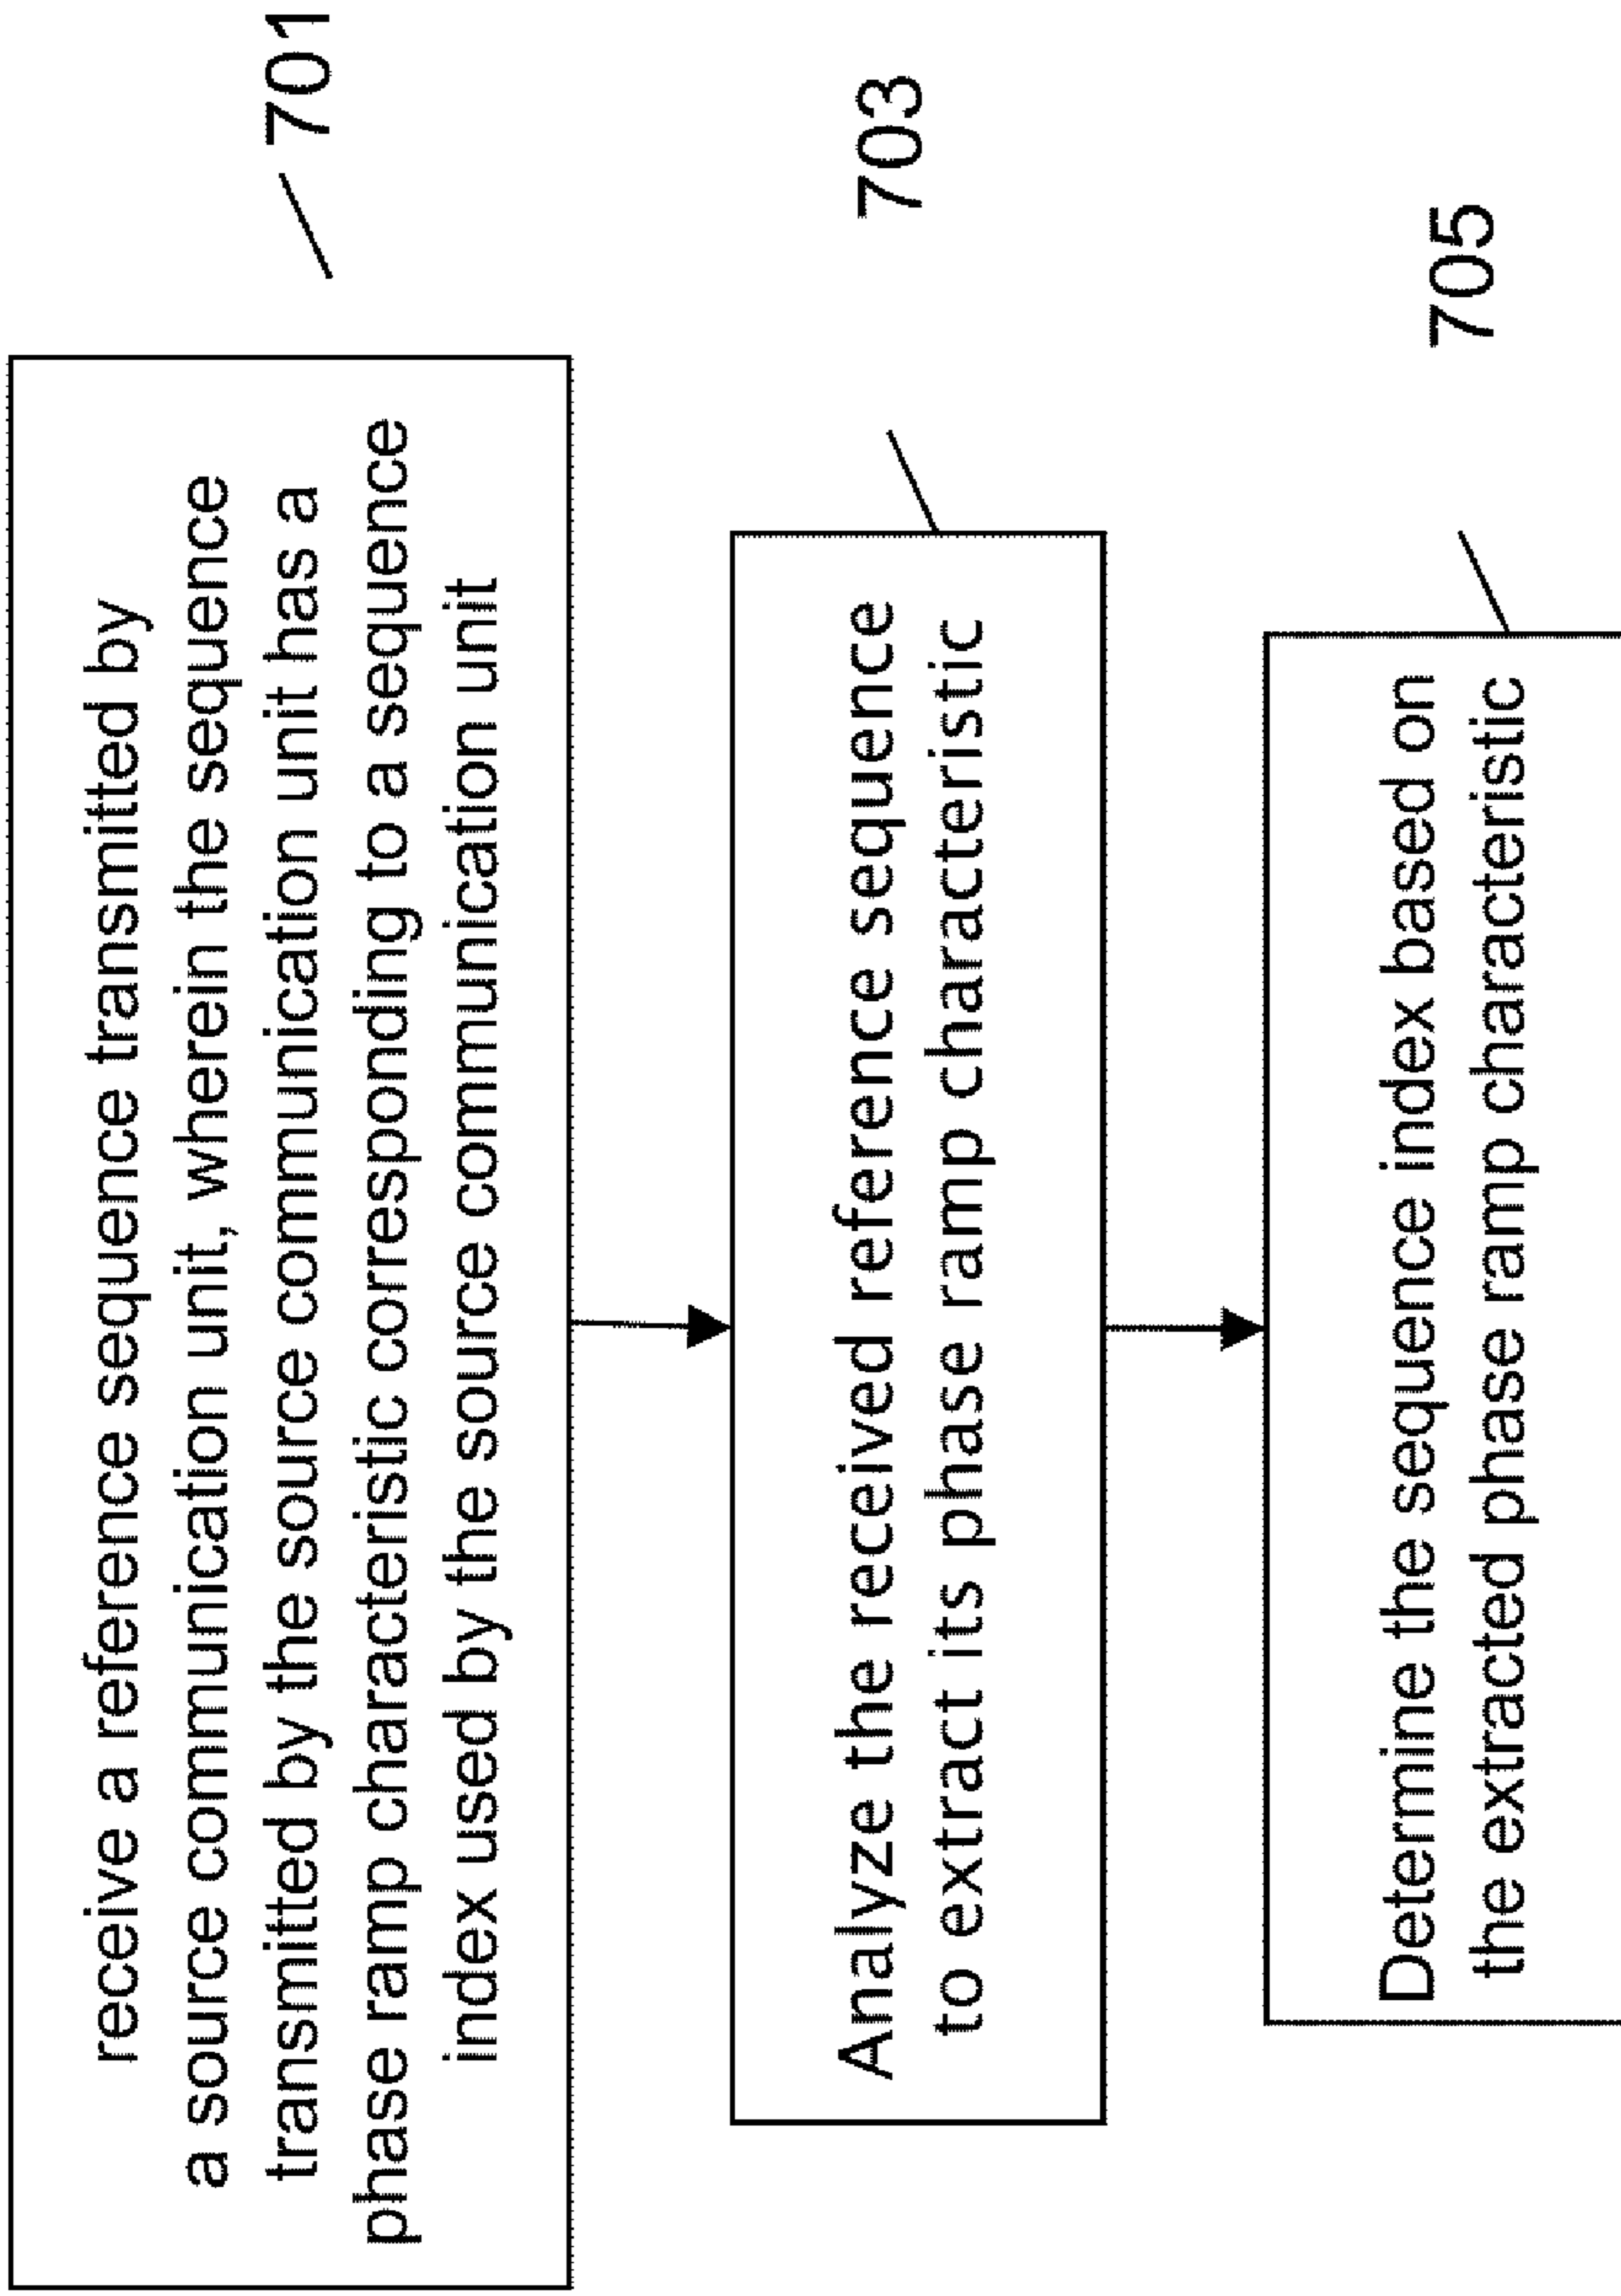 receive a reference sequence transmitted by
a source communication unit, wherein the sequence
transmitted by the source communication unit has a
phase ramp characteristic corresponding to a sequence
index used by the source communication unit
701
Analyze the received reference sequence
to extract its phase ramp characteristic
703
Determine the sequence index based on
the extracted phase ramp characteristic
705